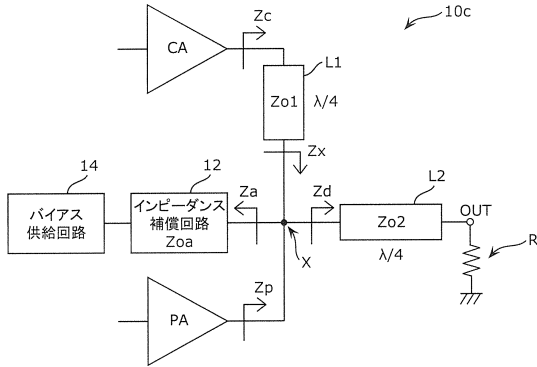 10c
CA
Zc
L1
Zo1
λ/4
Zx
14
12
Za
Zd
L2
バイアス
供給回路
インピーダンス
補償回路
Zoa
Zo2
OUT
λ/4
X
R
Zp
PA